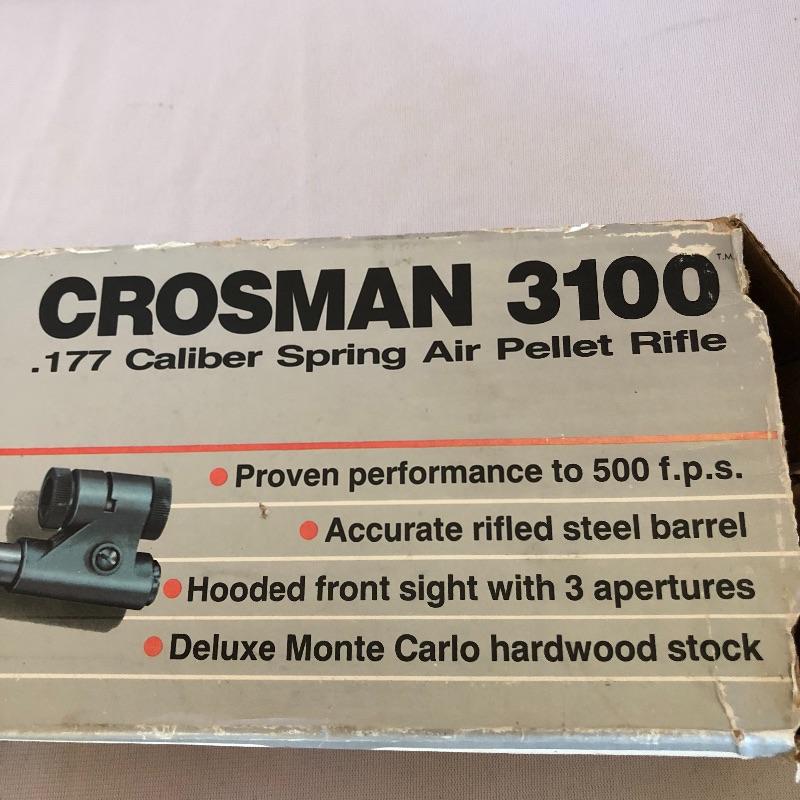 CROSMAN 3100 T.M.
.177 Caliber Spring Air Pellet Rifle
Proven performance to 500 f.p.s.
Accurate rifled steel barrel
Hooded front sight with 3 apertures
Deluxe Monte Carlo hardwood stock